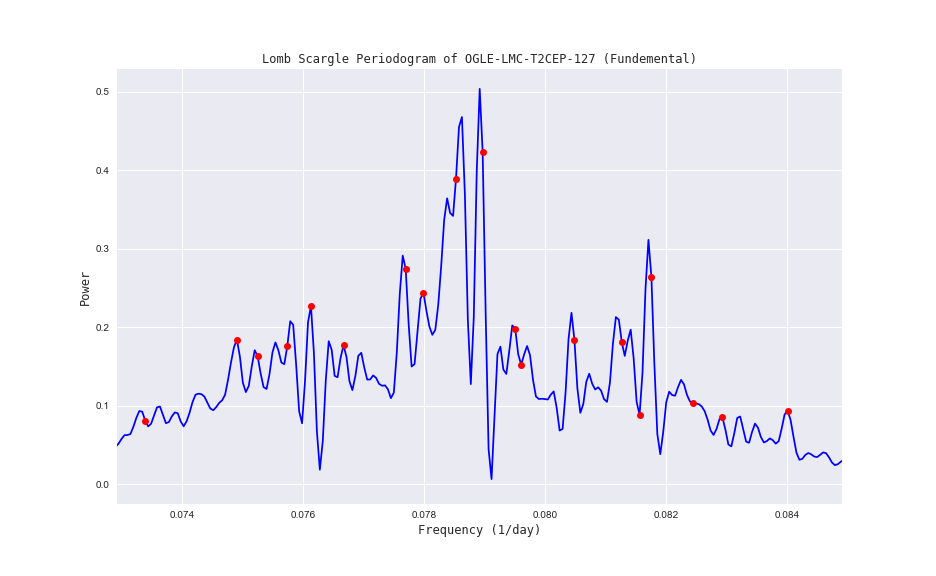 Lomb Scargle Periodogram of OGLE-LMC-T2CEP-127 (Fundemental)
0.5
0.4
0.3
0.2
0.1
0.0
Power
0.074 0.076 0.078 0.080 0.082 0.084
Frequency (1/day)